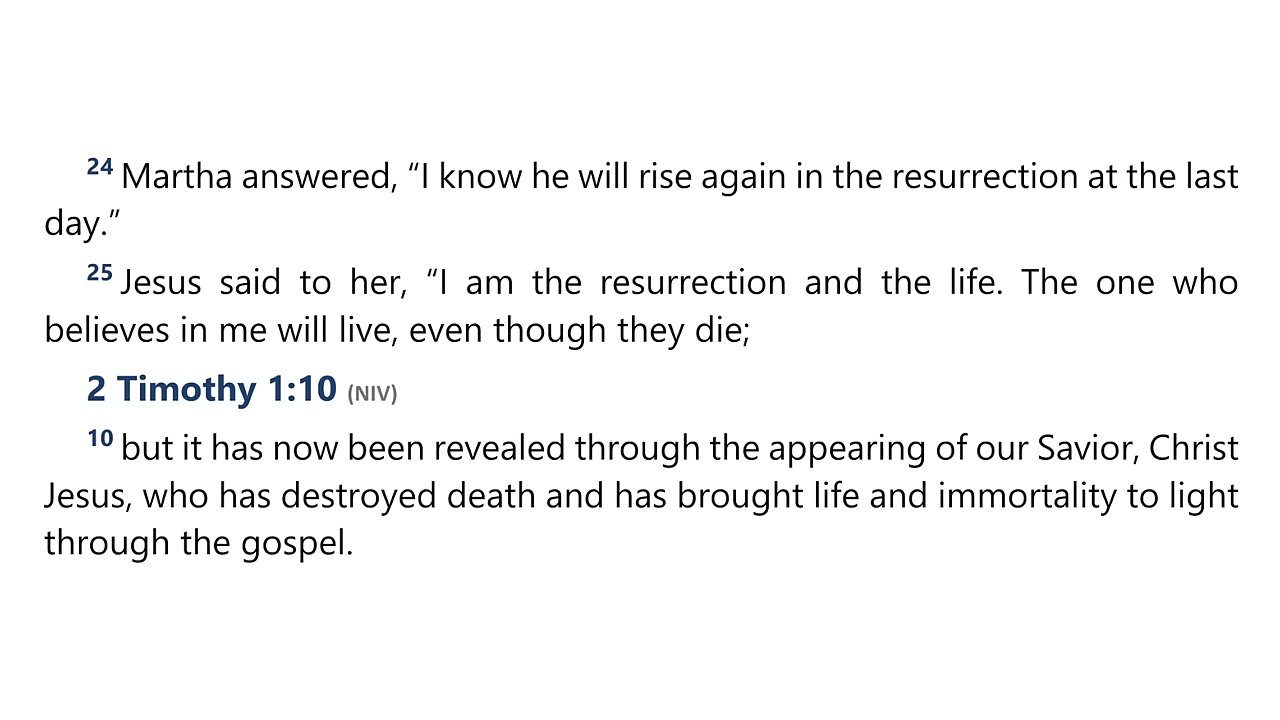 24 Martha answered, “I know he will rise again in the resurrection at the last
day.”
25 Jesus said to her, “I am the resurrection and the life. The one who
believes in me will live, even though they die;
2 Timothy 1:10 (NIV)
10 but it has now been revealed through the appearing of our Savior, Christ
Jesus, who has destroyed death and has brought life and immortality to light
through the gospel.